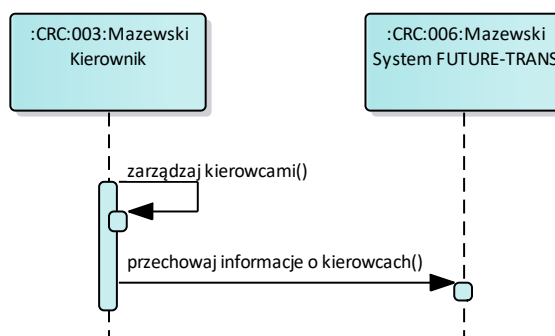 :CRC:003:Mazewski
Kierownik
:CRC:006:Mazewski
System FUTURE-TRANS
zarządzaj kierowcami()
przechowaj informacje o kierowcach()